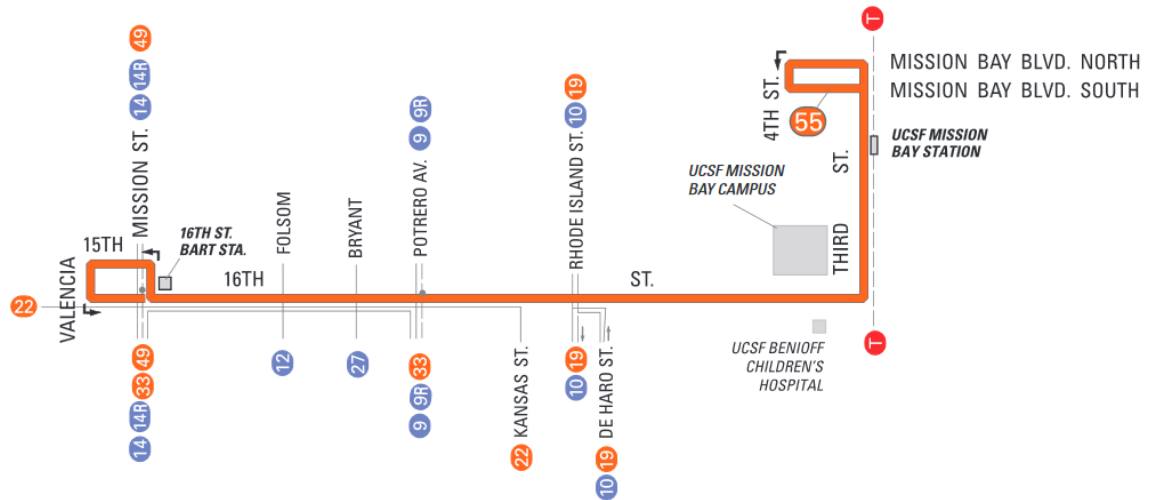 49
14R
14
MISSION ST.
15TH
16TH ST.
BART STA.
VALENCIA
22
16TH
ST.
FOLSOM
BRYANT
9R
9
POTRERO AV.
19
10
RHODE ISLAND ST.
T
4TH ST.
55
MISSION BAY BLVD. NORTH
MISSION BAY BLVD. SOUTH
UCSF MISSION
BAY STATION
UCSF MISSION
BAY CAMPUS
THIRD
ST.
UCSF BENIOFF
CHILDREN'S
HOSPITAL
T
49
33
14R
14
12
27
33
9R
9
KANSAS ST.
22
19
10
DE HARO ST.
19
10